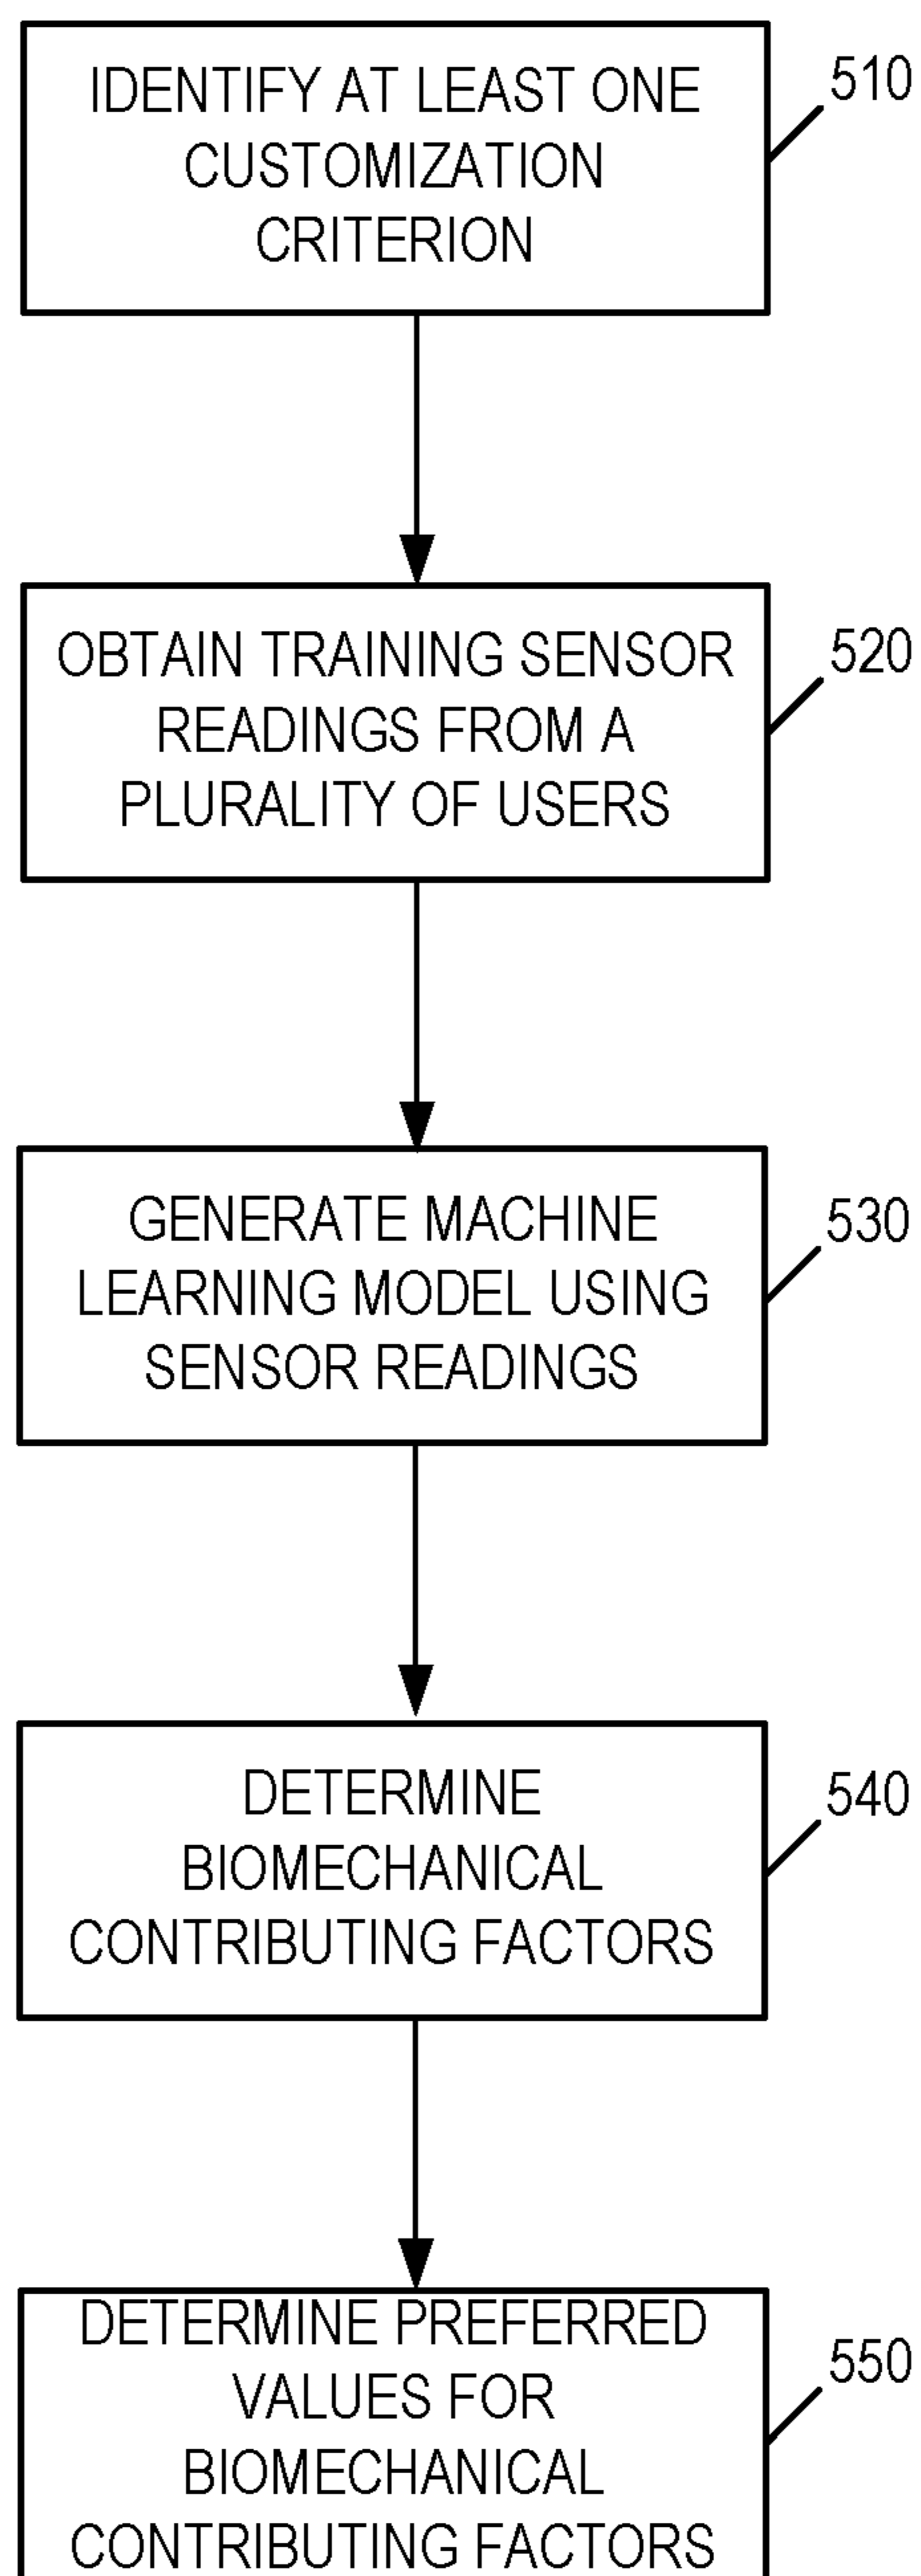 IDENTIFY AT LEAST ONE
CUSTOMIZATION
CRITERION
510
OBTAIN TRAINING SENSOR
READINGS FROM A
PLURALITY OF USERS
520
GENERATE MACHINE
LEARNING MODEL USING
SENSOR READINGS
530
DETERMINE
BIOMECHANICAL
CONTRIBUTING FACTORS
540
DETERMINE PREFERRED
VALUES FOR
BIOMECHANICAL
CONTRIBUTING FACTORS
550